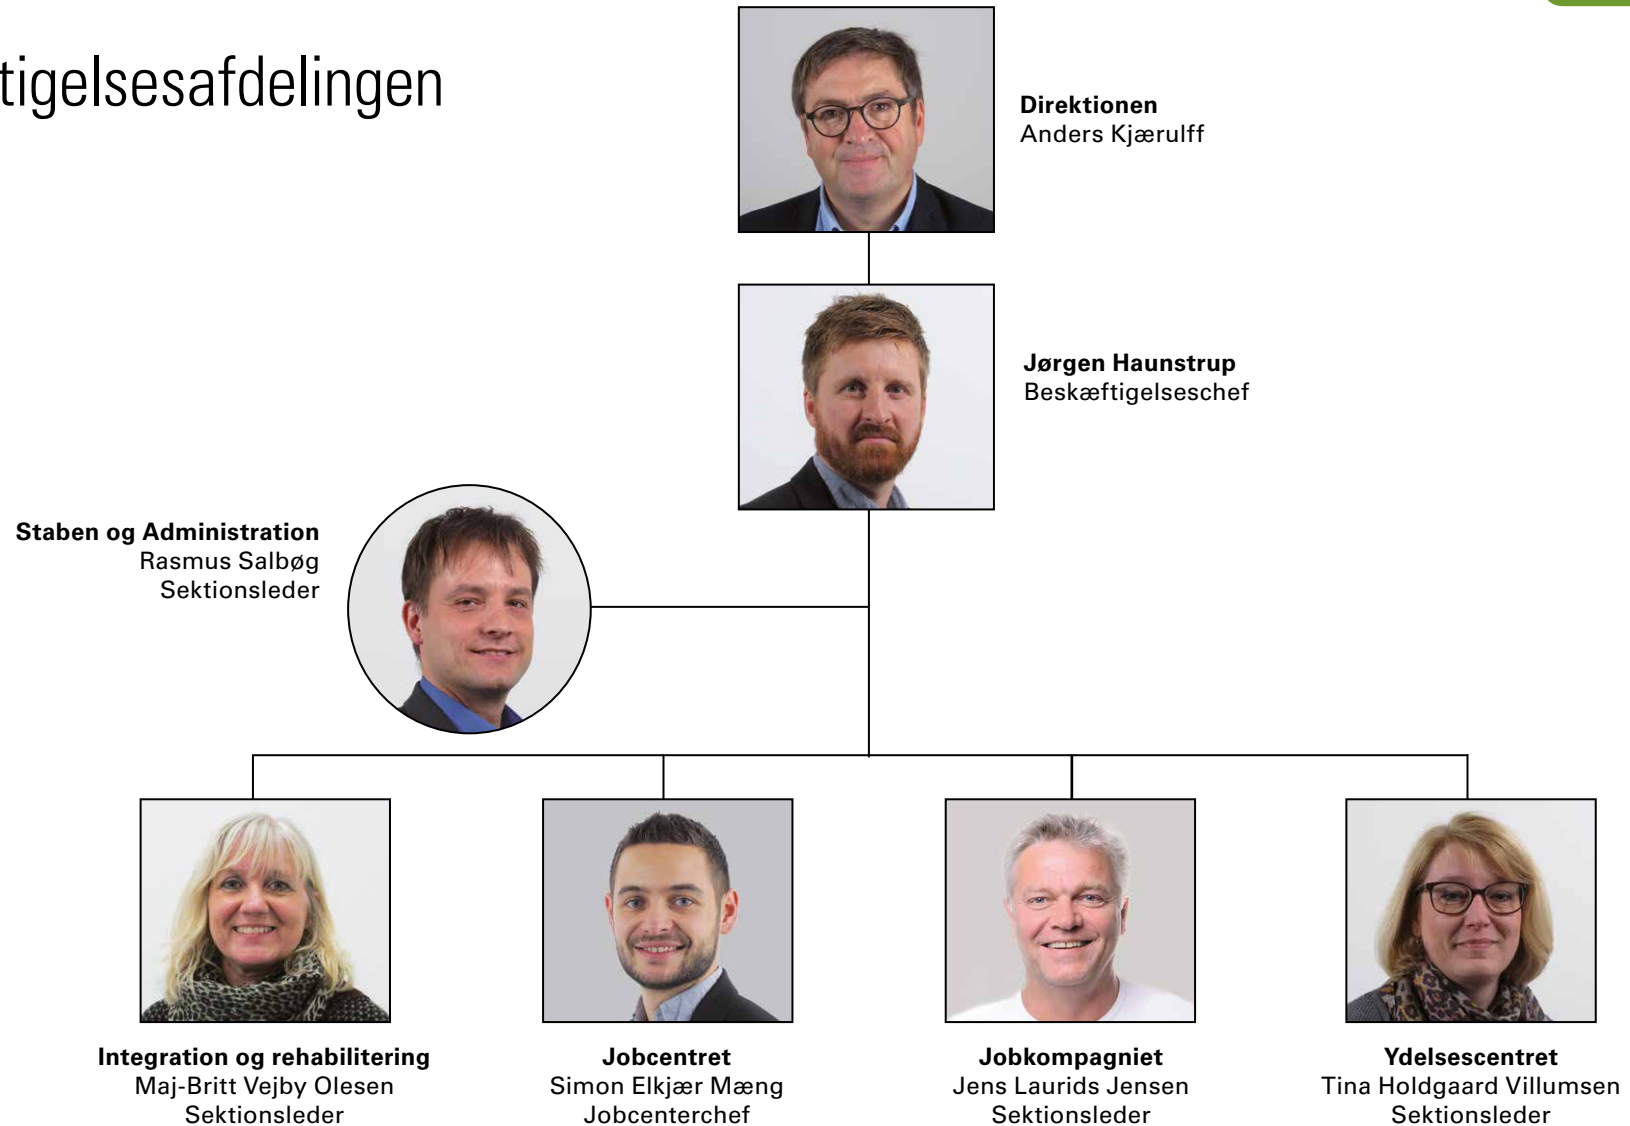 tigelsesafdelingen
Direktionen
Anders Kjærulff
Jørgen Haunstrup
Beskæftigelseschef
Staben og Administration
Rasmus Salbøg
Sektionsleder
Integration og rehabilitering
Maj-Britt Vejby Olesen
Sektionsleder
Jobcentret
Simon Elkjær Mæng
Jobcenterchef
Jobkompagniet
Jens Laurids Jensen
Sektionsleder
Ydelsescentret
Tina Holdgaard Villumsen
Sektionsleder